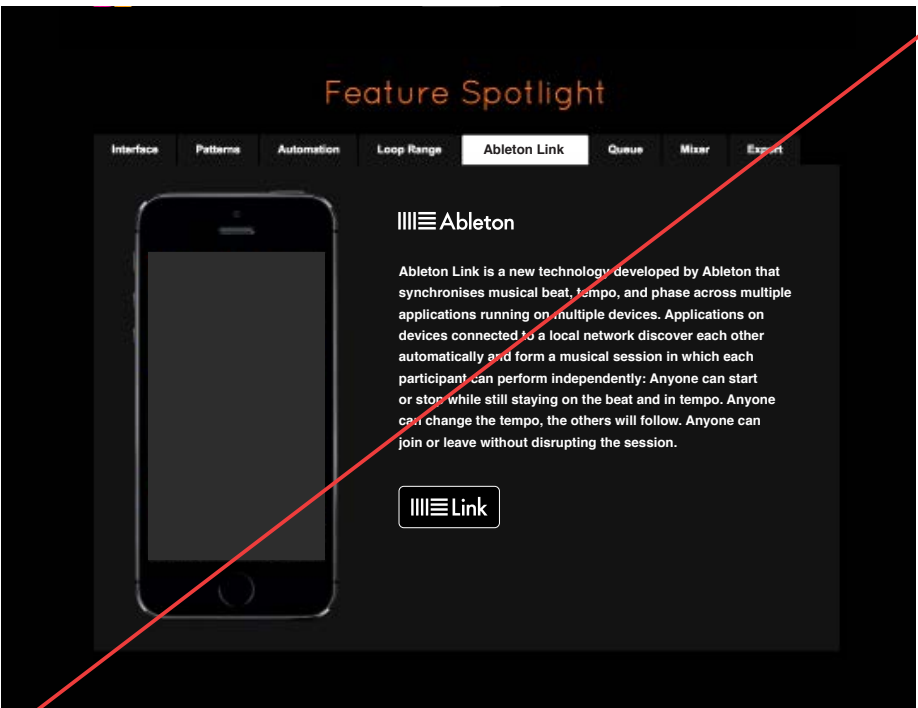 Feature Spotlight
Interface Patterns Automation Loop Range Ableton Link Queue Mixer Export
Ableton
Ableton Link is a new technology developed by Ableton that
synchronises musical beat, tempo, and phase across multiple
applications running on multiple devices. Applications on
devices connected to a local network discover each other
automatically and form a musical session in which each
participant can perform independently: Anyone can start
or stop while still staying on the beat and in tempo. Anyone
can change the tempo, the others will follow. Anyone can
join or leave without disrupting the session.
Link